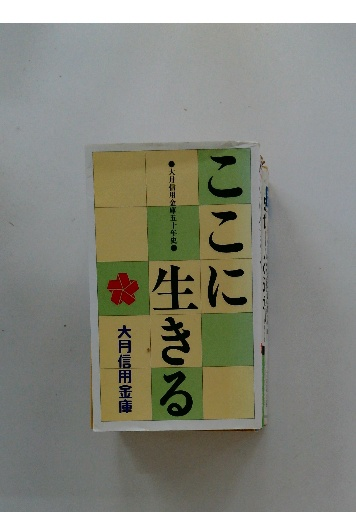 ここに
生きる
●大月信用金庫五十年史●
大月信用金庫